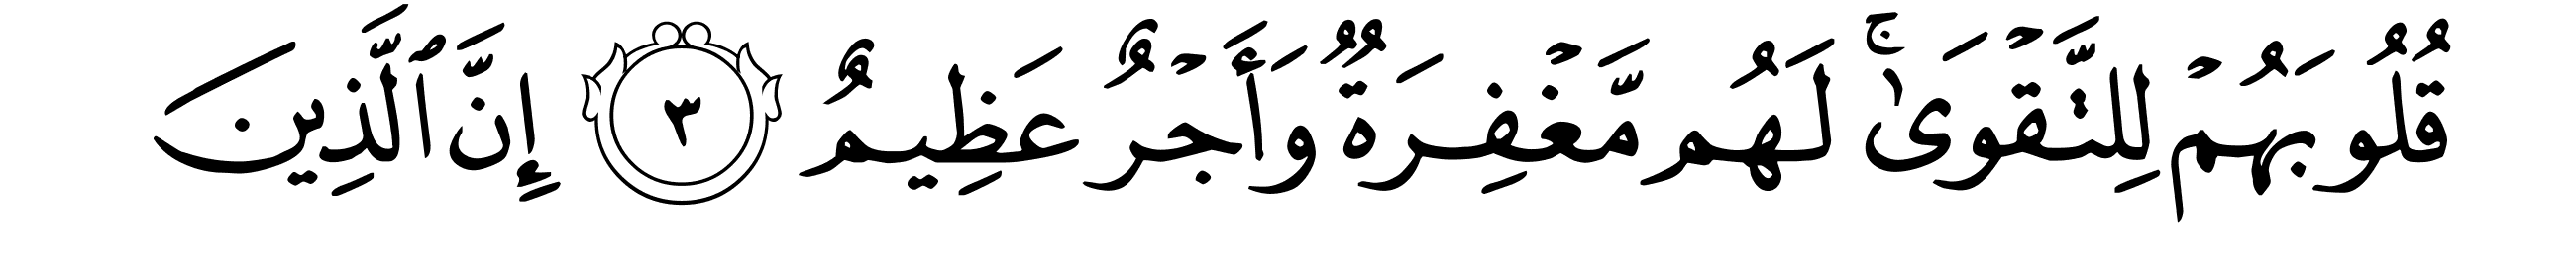 قُلُوبَهُمْ لِلتَّقْوَىٰ ۚ لَهُم مَّغْفِرَةٌ وَأَجْرٌ عَظِيمٌ ٣ إِنَّ ٱلَّذِينَ